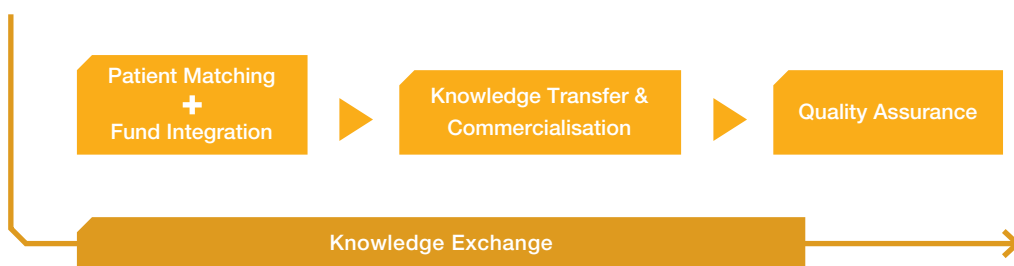 Patient Matching
+
Fund Integration
Knowledge Transfer &
Commercialisation
Quality Assurance
Knowledge Exchange